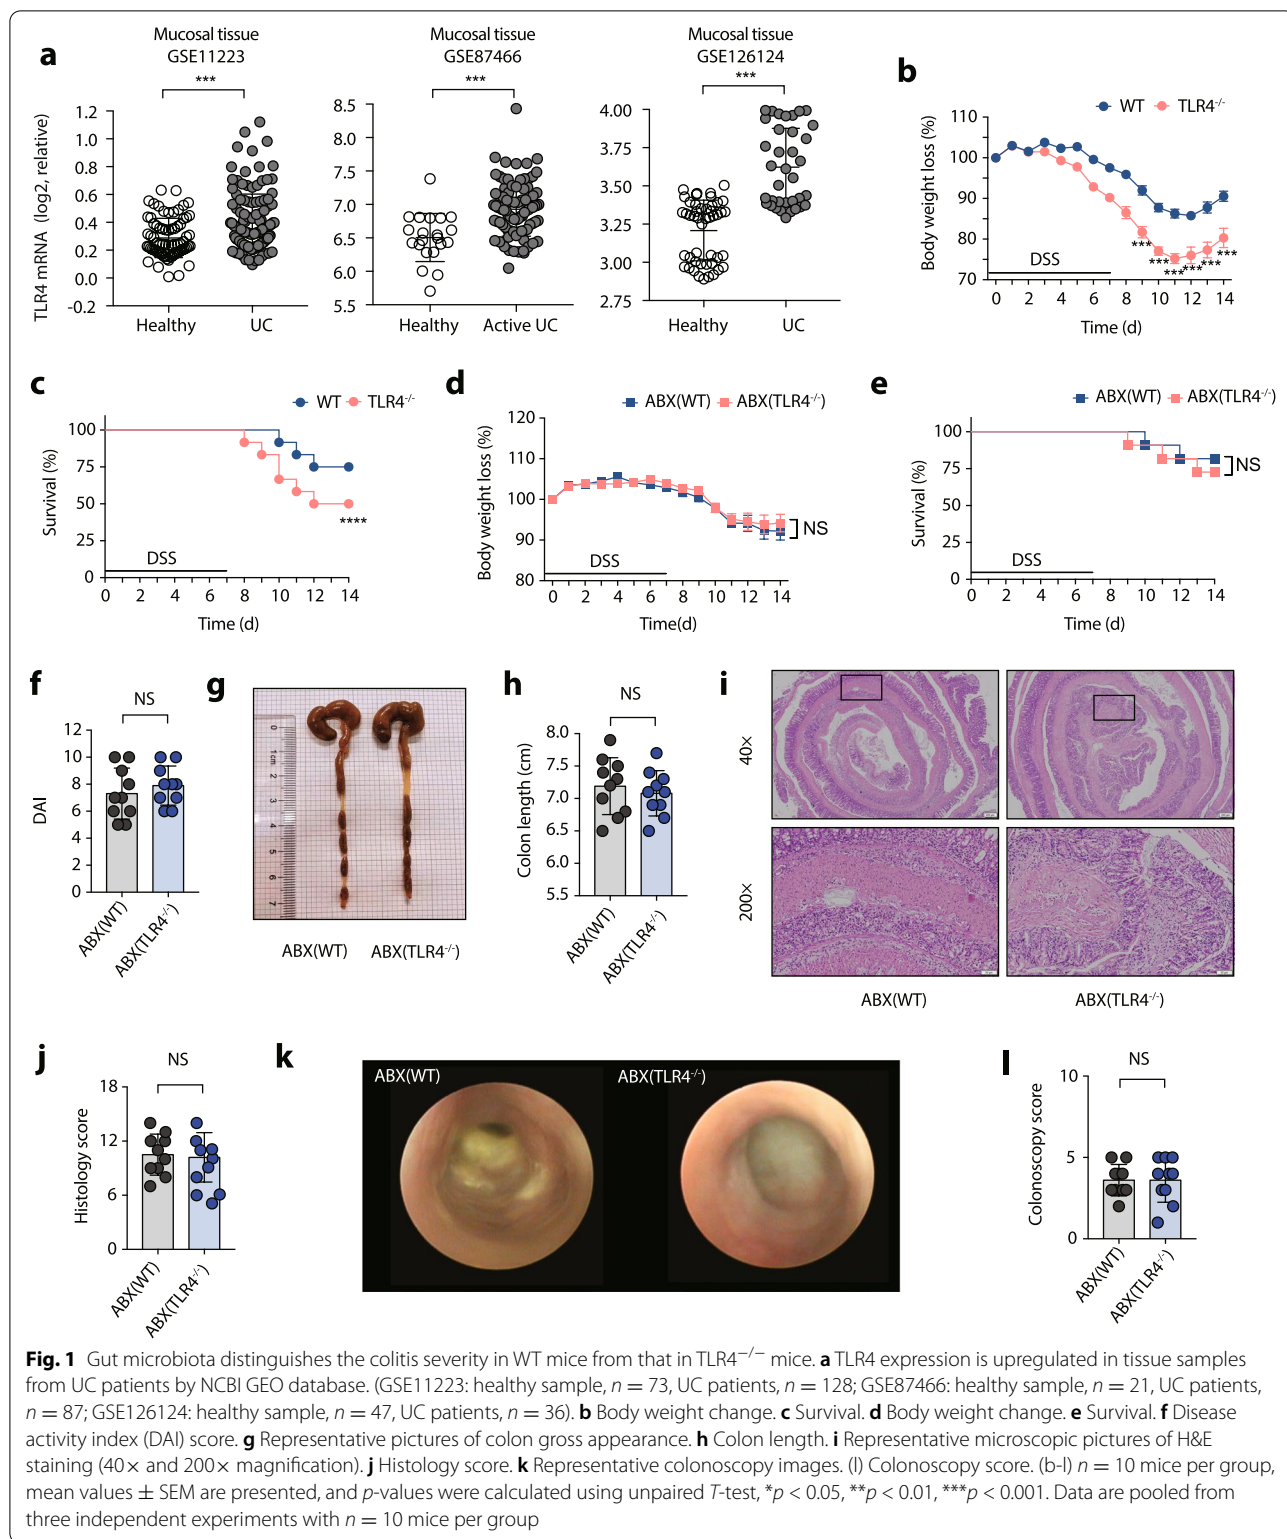 a
Mucosal tissue
GSE11223
***
TLR4 mRNA (log2, relative)
1.2
1.0
0.8
0.6
0.4
0.2
0.0
-0.2
Healthy
UC
Mucosal tissue
GSE87466
***
8.5
8.0
7.5
7.0
6.5
6.0
5.5
Healthy
Active UC
Mucosal tissue
GSE126124
***
4.00
3.75
3.50
3.25
3.00
2.75
Healthy
UC
b
WT
TLR4-/-
Body weight loss (%)
110
100
90
80
70
DSS
***
***
***
***
***
***
0 2 4 6 8 10 12 14
Time (d)
c
WT
TLR4-/-
Survival (%)
100
75
50
25
0
DSS
****
0 2 4 6 8 10 12 14
Time (d)
d
ABX(WT)
ABX(TLR4-/-)
Body weight loss (%)
120
110
100
90
80
DSS
NS
0 2 4 6 8 10 12 14
Time(d)
e
ABX(WT)
ABX(TLR4-/-)
Survival (%)
100
75
50
25
0
DSS
NS
0 2 4 6 8 10 12 14
Time (d)
f
NS
DAI
12
10
8
6
4
2
0
ABX(WT)
ABX(TLR4-/-)
g
0
1cm
2
3
4
5
6
7
ABX(WT)
ABX(TLR4-/-)
h
NS
Colon length (cm)
8.0
7.5
7.0
6.5
6.0
5.5
ABX(WT)
ABX(TLR4-/-)
i
40×
200×
ABX(WT)
ABX(TLR4-/-)
j
NS
Histology score
18
12
6
0
ABX(WT)
ABX(TLR4-/-)
k
ABX(WT)
ABX(TLR4-/-)
l
NS
Colonoscopy score
10
5
0
ABX(WT)
ABX(TLR4-/-)
Fig. 1 Gut microbiota distinguishes the colitis severity in WT mice from that in TLR4−/− mice. a TLR4 expression is upregulated in tissue samples
from UC patients by NCBI GEO database. (GSE11223: healthy sample, n = 73, UC patients, n = 128; GSE87466: healthy sample, n = 21, UC patients,
n = 87; GSE126124: healthy sample, n = 47, UC patients, n = 36). b Body weight change. c Survival. d Body weight change. e Survival. f Disease
activity index (DAI) score. g Representative pictures of colon gross appearance. h Colon length. i Representative microscopic pictures of H&E
staining (40× and 200× magnification). j Histology score. k Representative colonoscopy images. (l) Colonoscopy score. (b-l) n = 10 mice per group,
mean values ± SEM are presented, and p-values were calculated using unpaired T-test, *p < 0.05, **p < 0.01, ***p < 0.001. Data are pooled from
three independent experiments with n = 10 mice per group